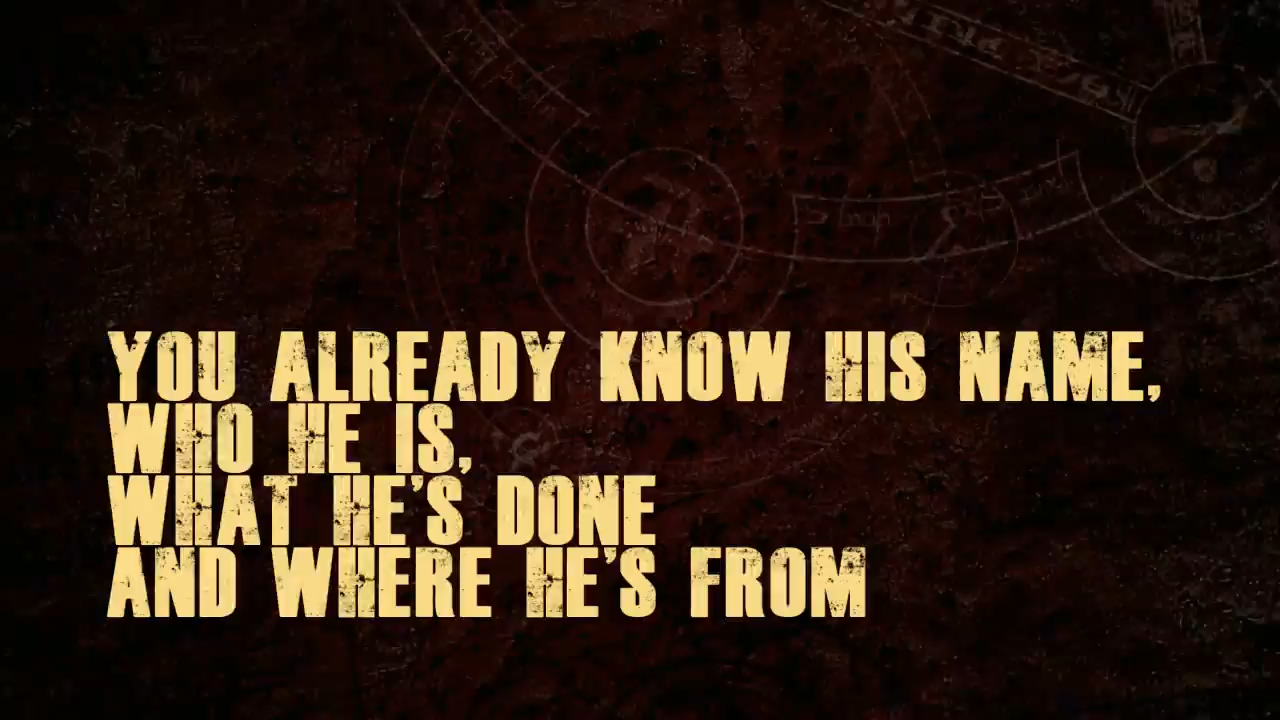 YOU ALREADY KNOW HIS NAME,
WHO HE IS,
WHAT HE'S DONE
AND WHERE HE'S FROM